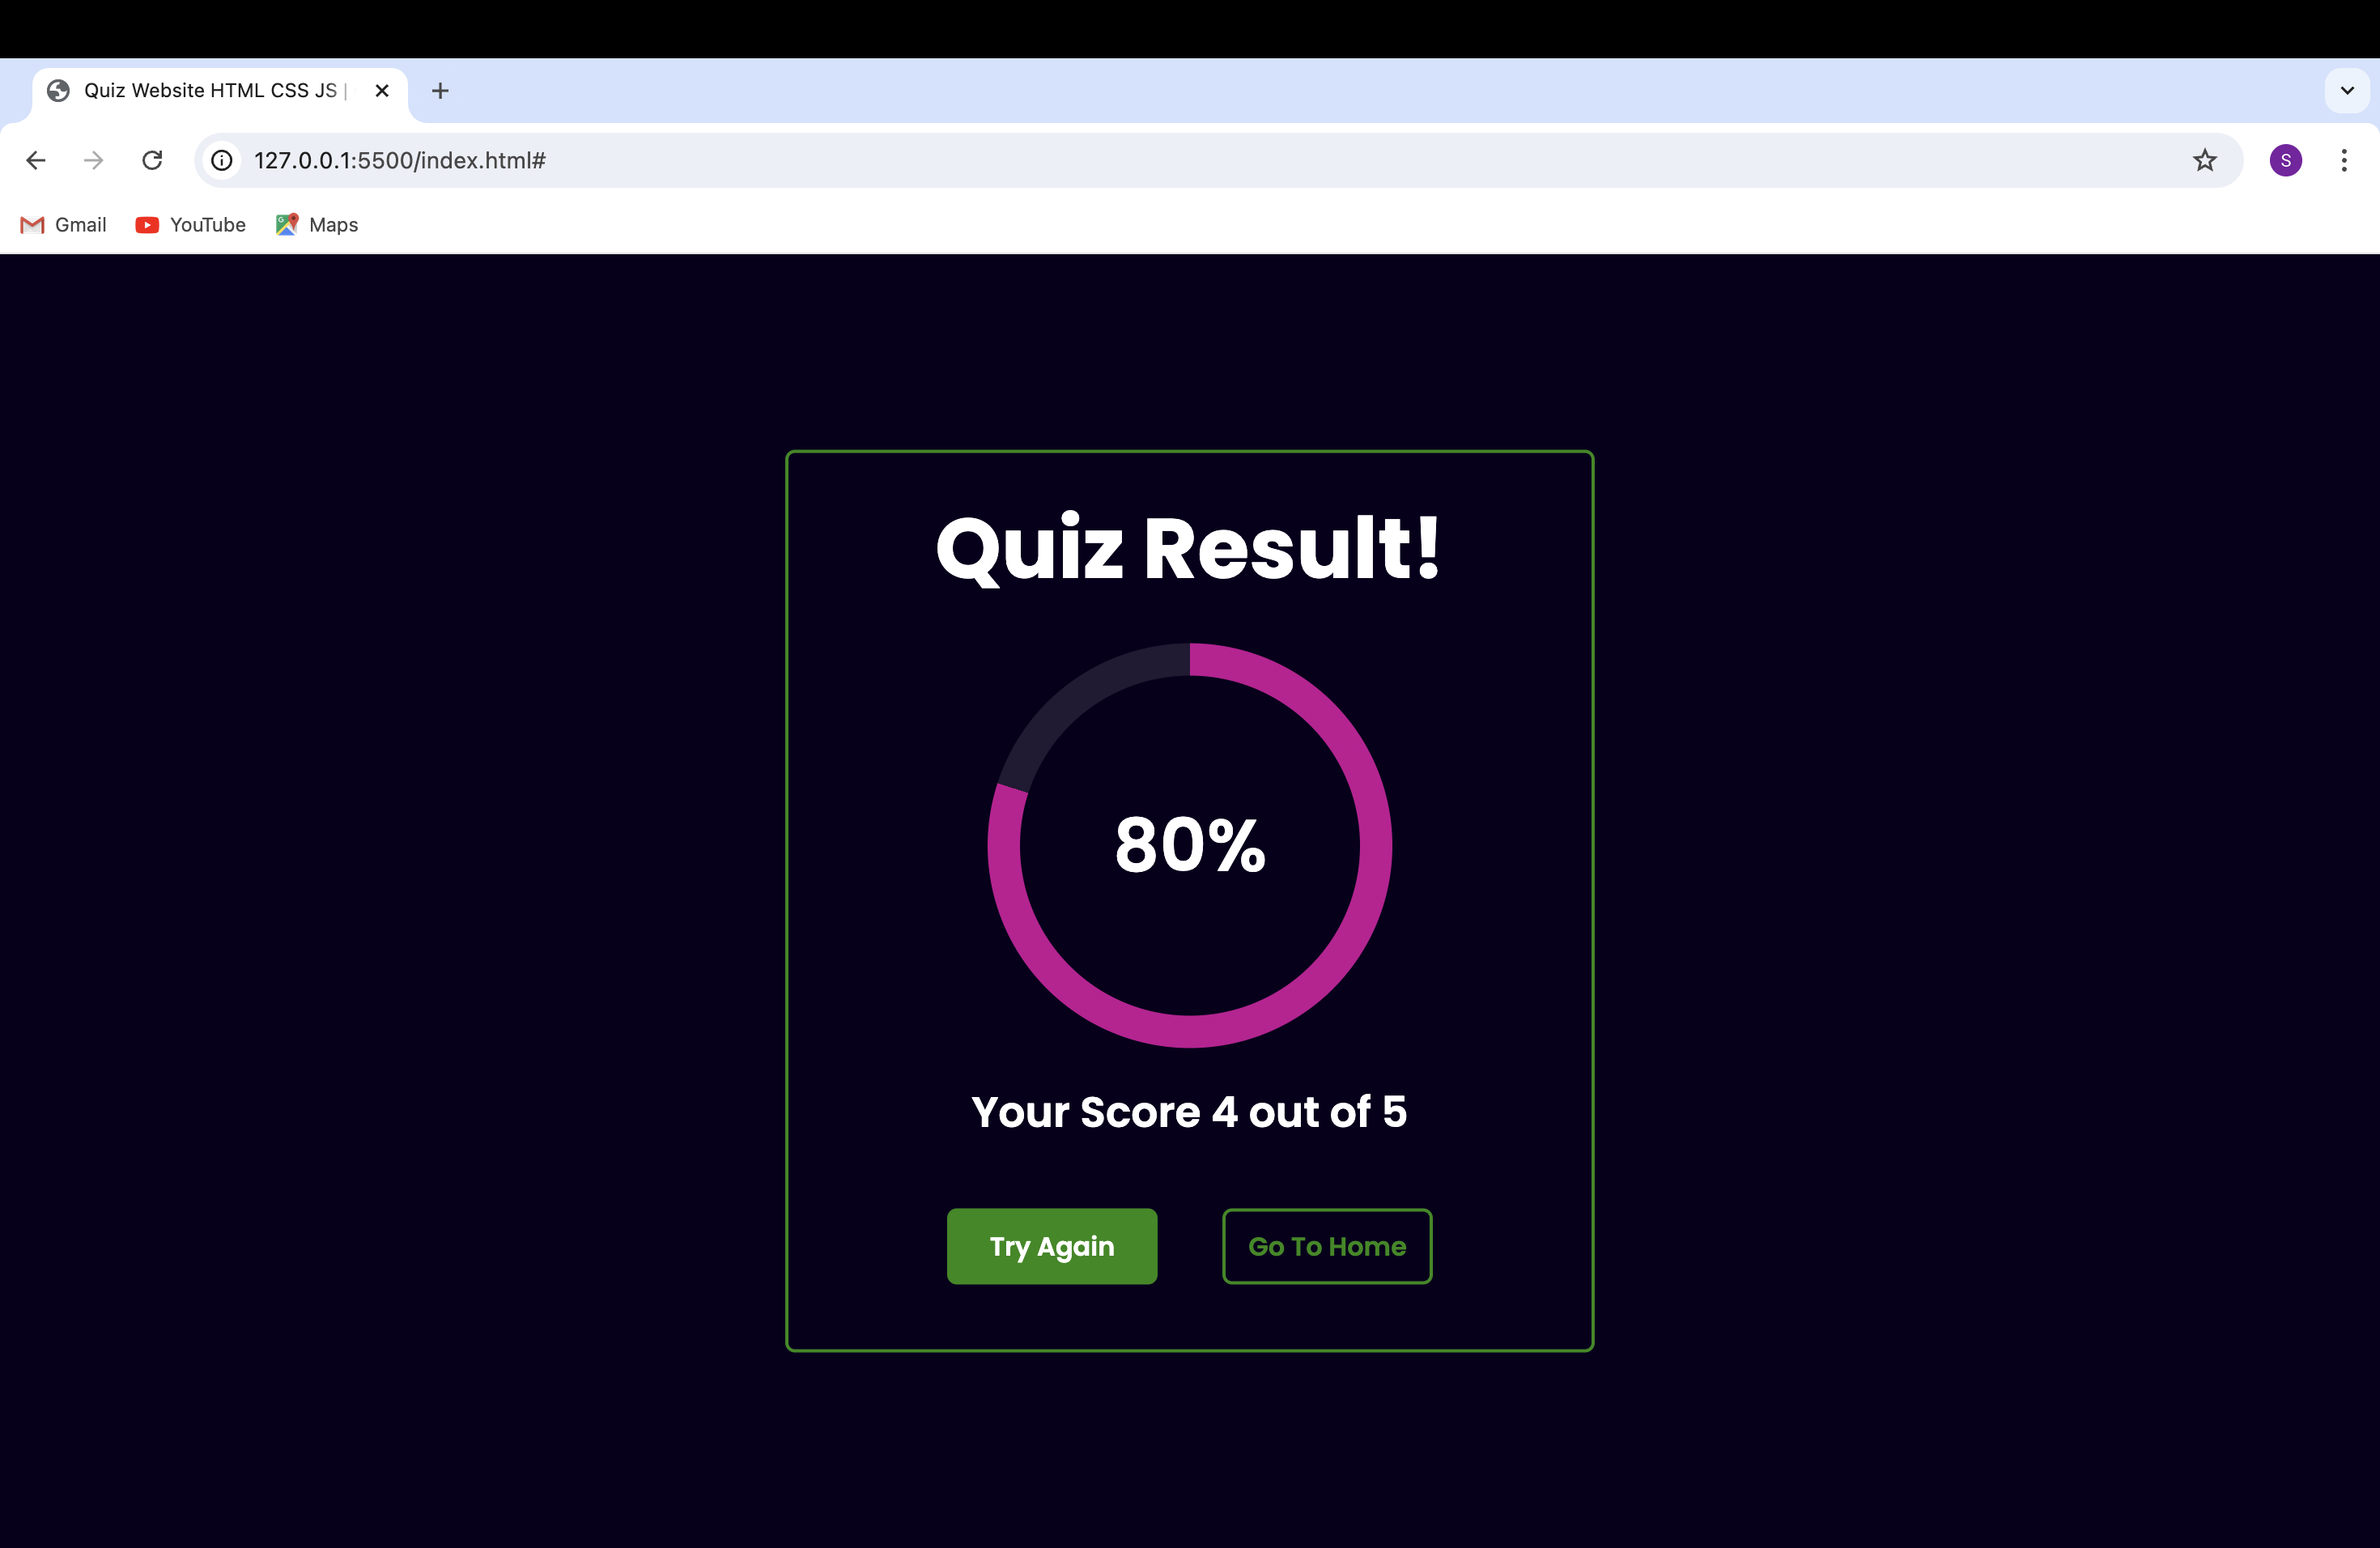 Quiz Website HTML CSS JS |
127.0.0.1:5500/index.html#
S
Gmail YouTube Maps
Quiz Result!
80%
Your Score 4 out of 5
Try Again Go To Home